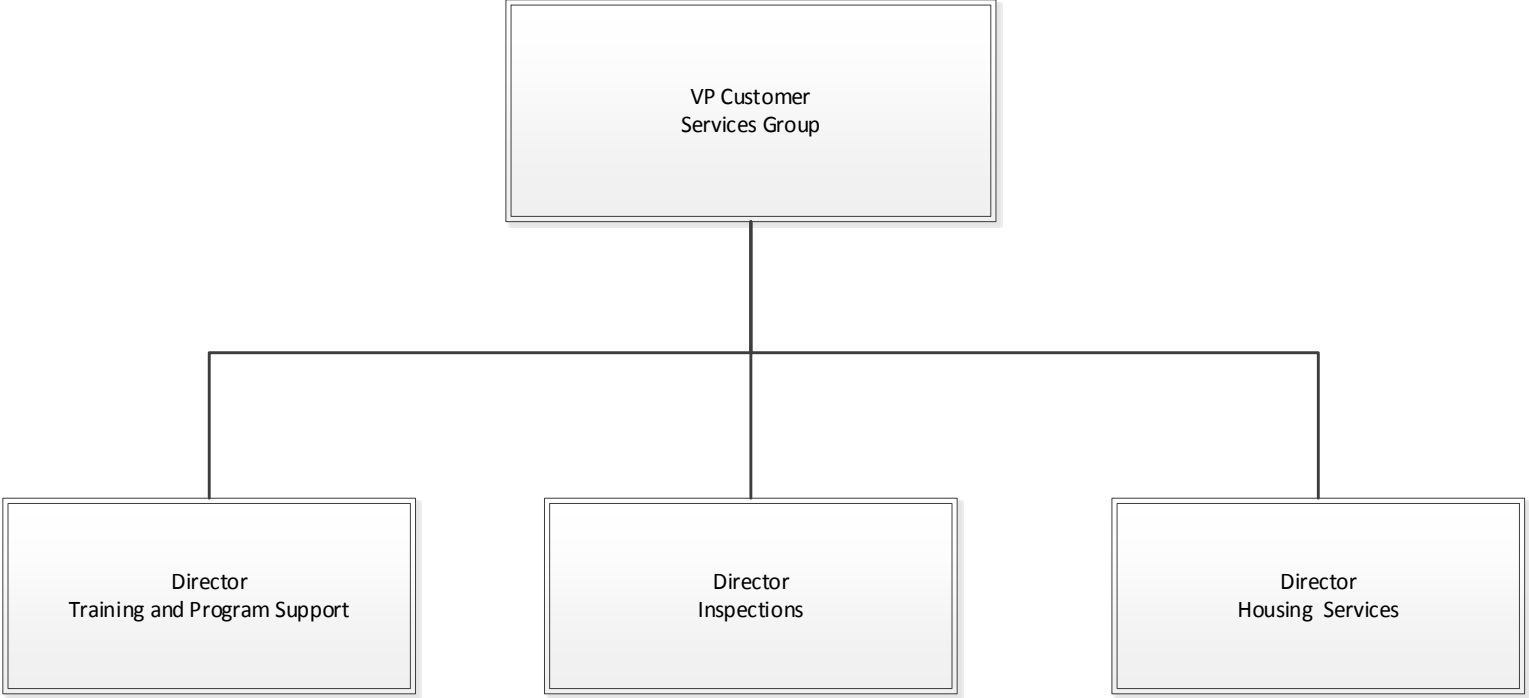 VP Customer
Services Group
Director
Training and Program Support
Director
Inspections
Director
Housing  Services